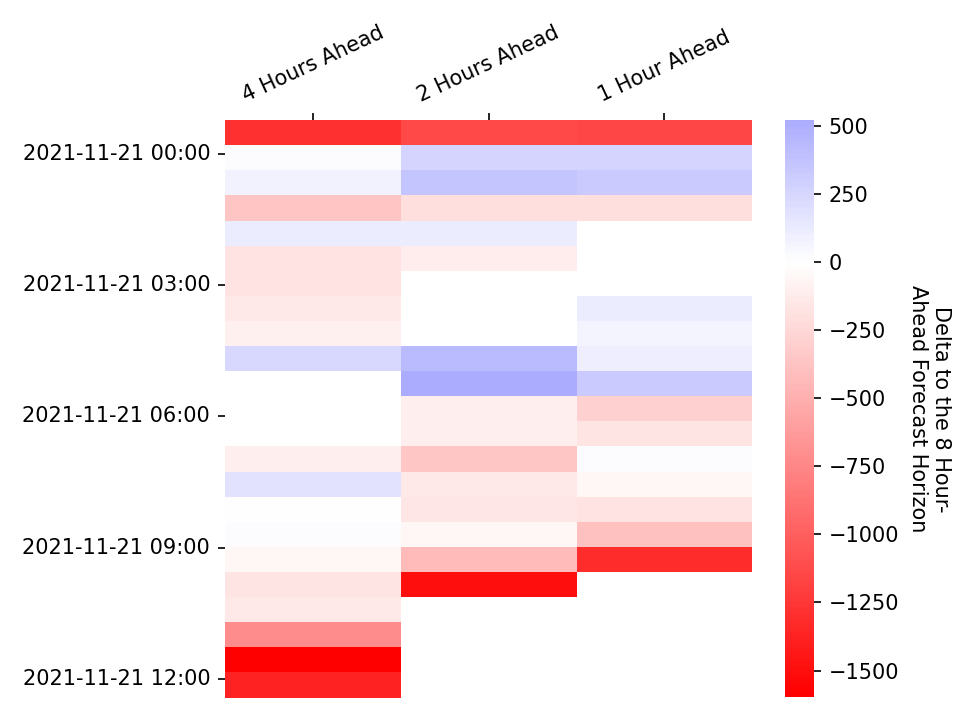 4 Hours Ahead
2 Hours Ahead
1 Hour Ahead
2021-11-21 00:00
2021-11-21 03:00
2021-11-21 06:00
2021-11-21 09:00
2021-11-21 12:00
500
250
0
−250
−500
−750
−1000
−1250
−1500
Delta to the 8 Hour-
Ahead Forecast Horizon